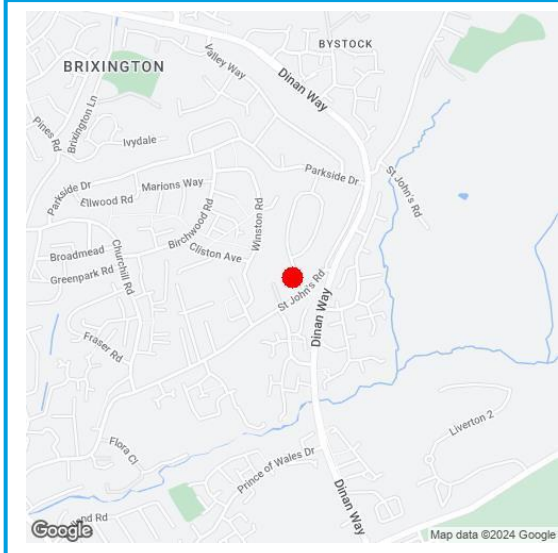 BYSTOCK
BRIXINGTON
Valley Way
Dinan Way
Pines Rd
Brixington Ln
Ivydale
Parkside Dr
St John's Rd
Marions Way
Parkside Dr
Ellwood Rd
Birchwood Rd
Winston Rd
Broadmead
Cliston Ave
Greenpark Rd
Churchill Rd
St John's Rd
Dinan Way
Fraser Rd
Liverton 2
Flora Cl
Prince of Wales Dr
Dinan Way
Rd
Google
Map data ©2024 Google